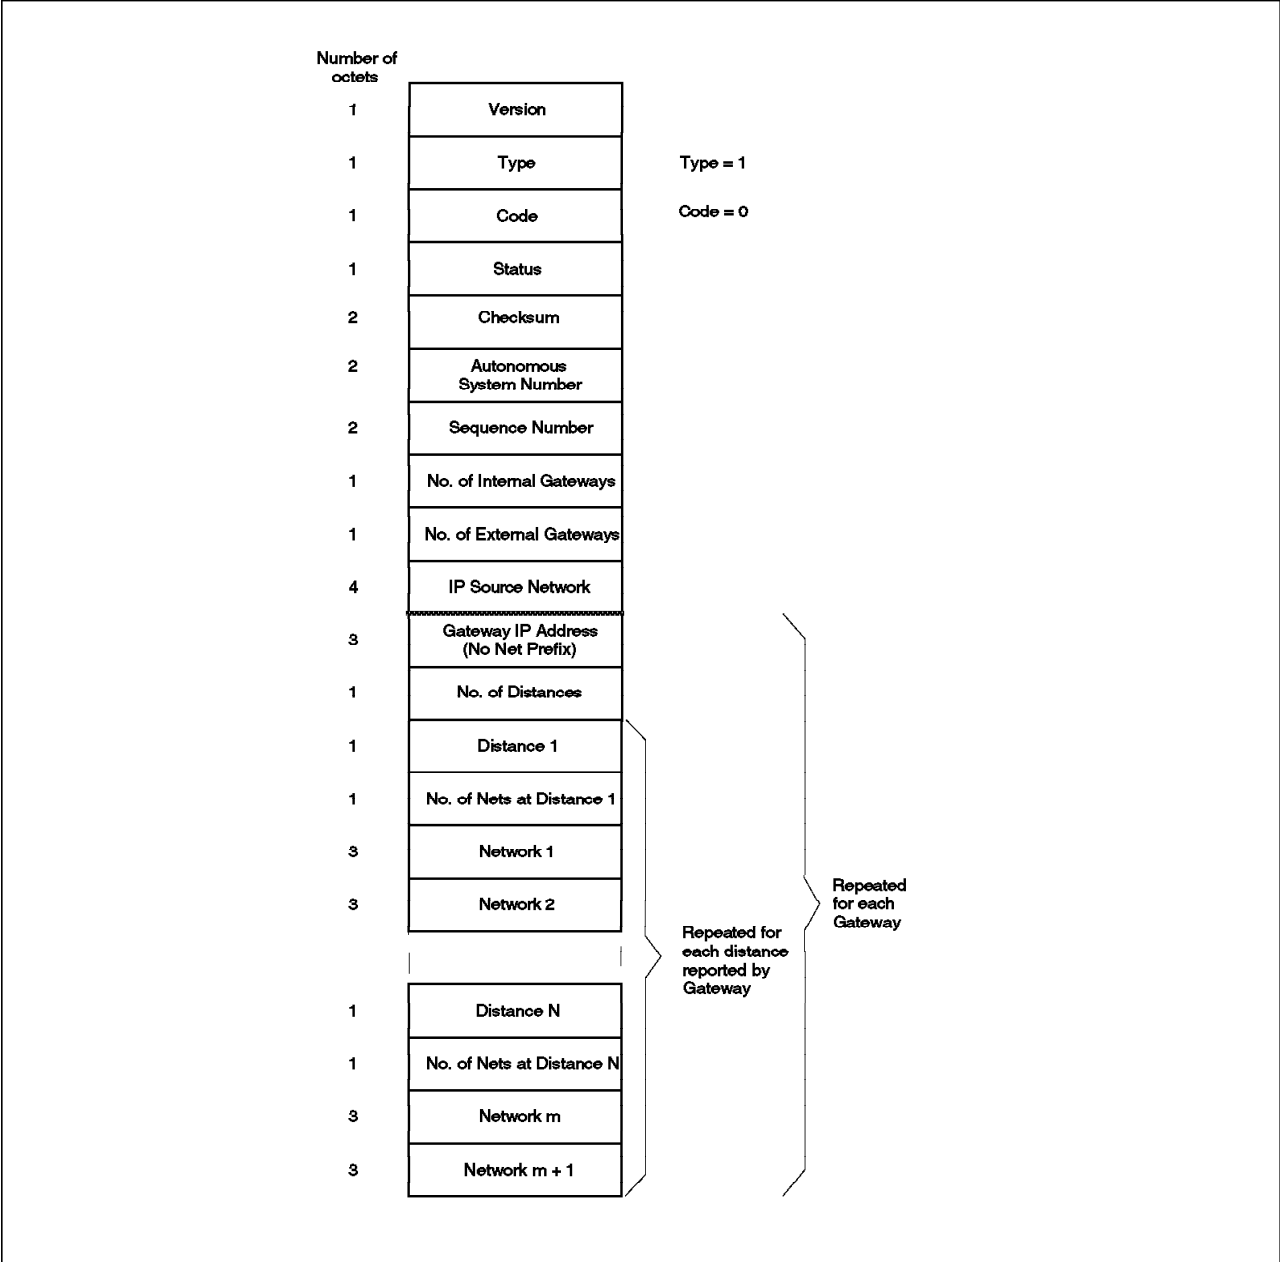 Number of
octets
1 Version
1 Type Type = 1
1 Code Code = 0
1 Status
2 Checksum
2 Autonomous
System Number
2 Sequence Number
1 No. of Internal Gateways
1 No. of External Gateways
4 IP Source Network
3 Gateway IP Address
(No Net Prefix)
1 No. of Distances
1 Distance 1
1 No. of Nets at Distance 1
3 Network 1
3 Network 2
Repeated
for each
Gateway
Repeated for
each distance
reported by
Gateway
1 Distance N
1 No. of Nets at Distance N
3 Network m
3 Network m + 1